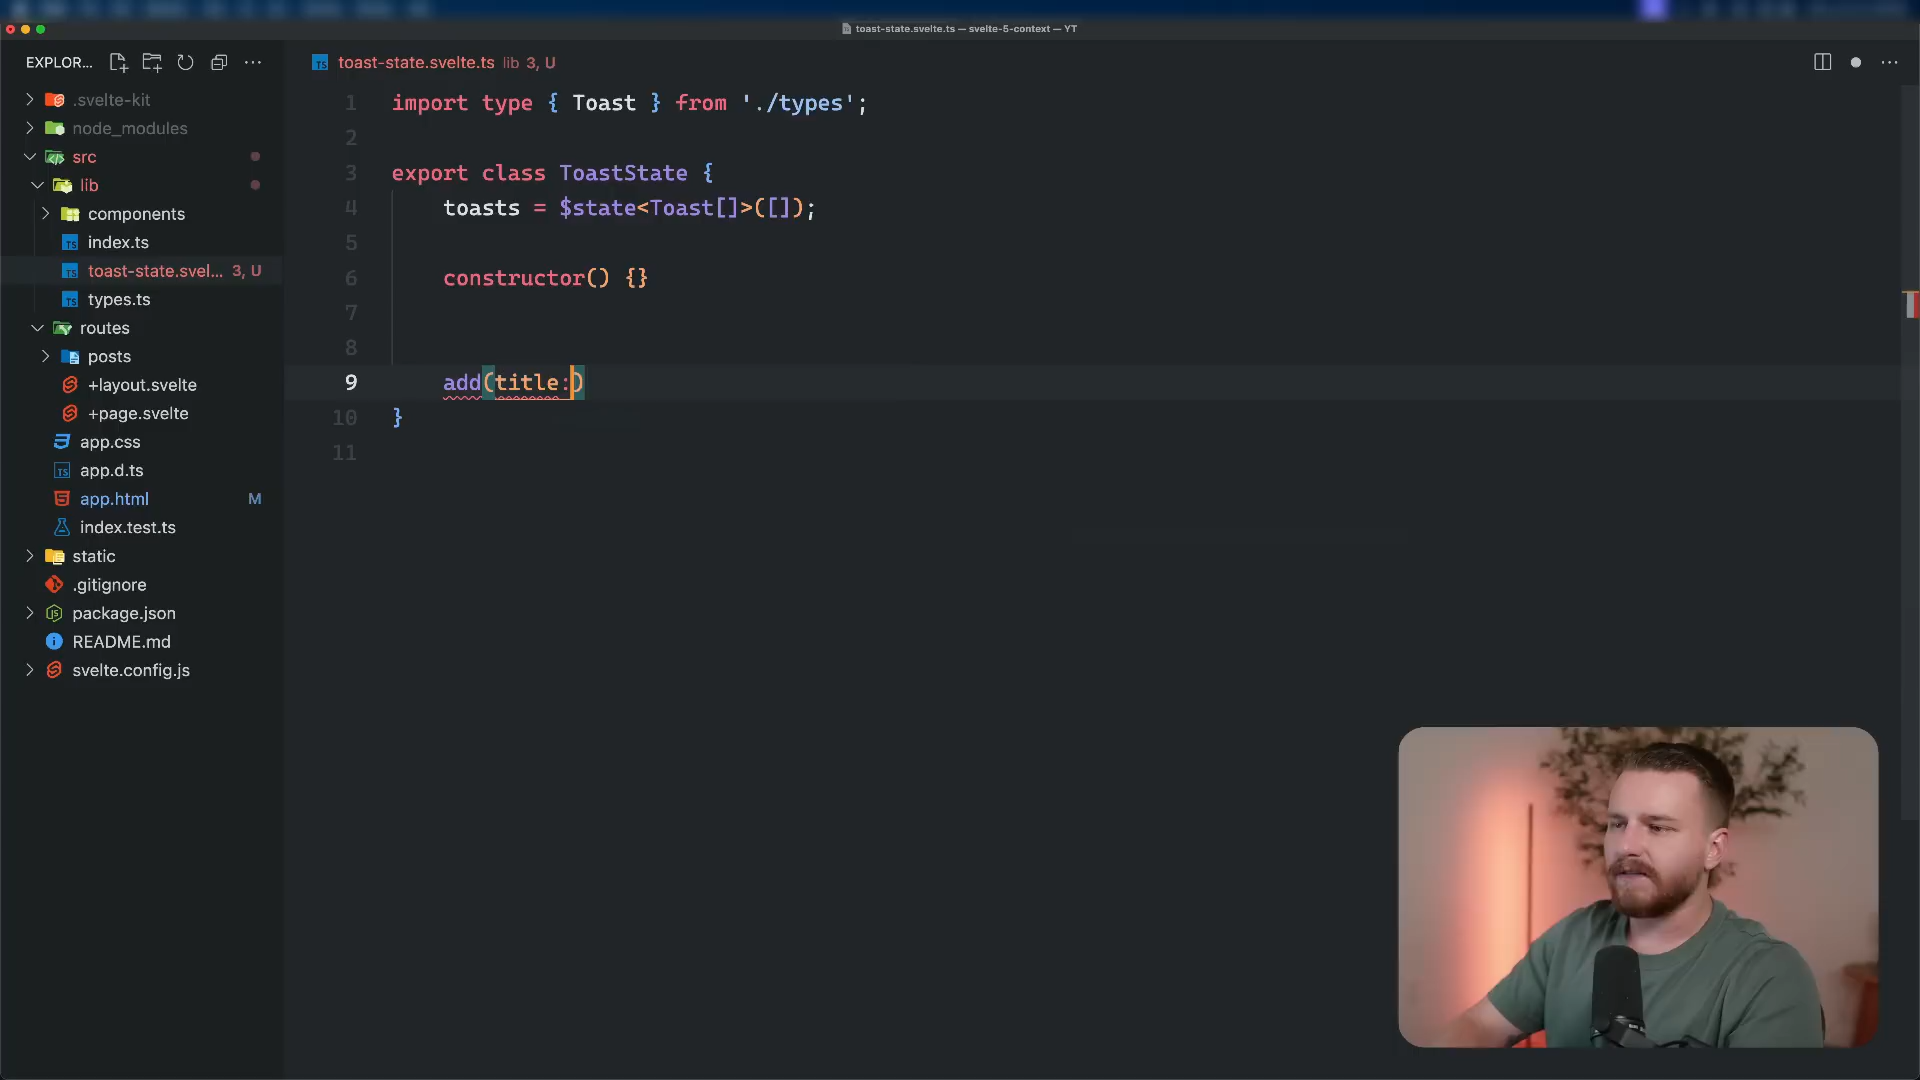 toast-state.svelte.ts — svelte-5-context — YT
EXPLOR...
toast-state.svelte.ts lib 3, U
.svelte-kit
node_modules
src
lib
components
index.ts
toast-state.svel... 3, U
types.ts
routes
posts
+layout.svelte
+page.svelte
app.css
app.d.ts
app.html M
index.test.ts
static
.gitignore
package.json
README.md
svelte.config.js
1 import type { Toast } from './types';
2
3 export class ToastState {
4 toasts = $state<Toast[]>([]);
5
6 constructor() {}
7
8
9 add(title:)
10 }
11